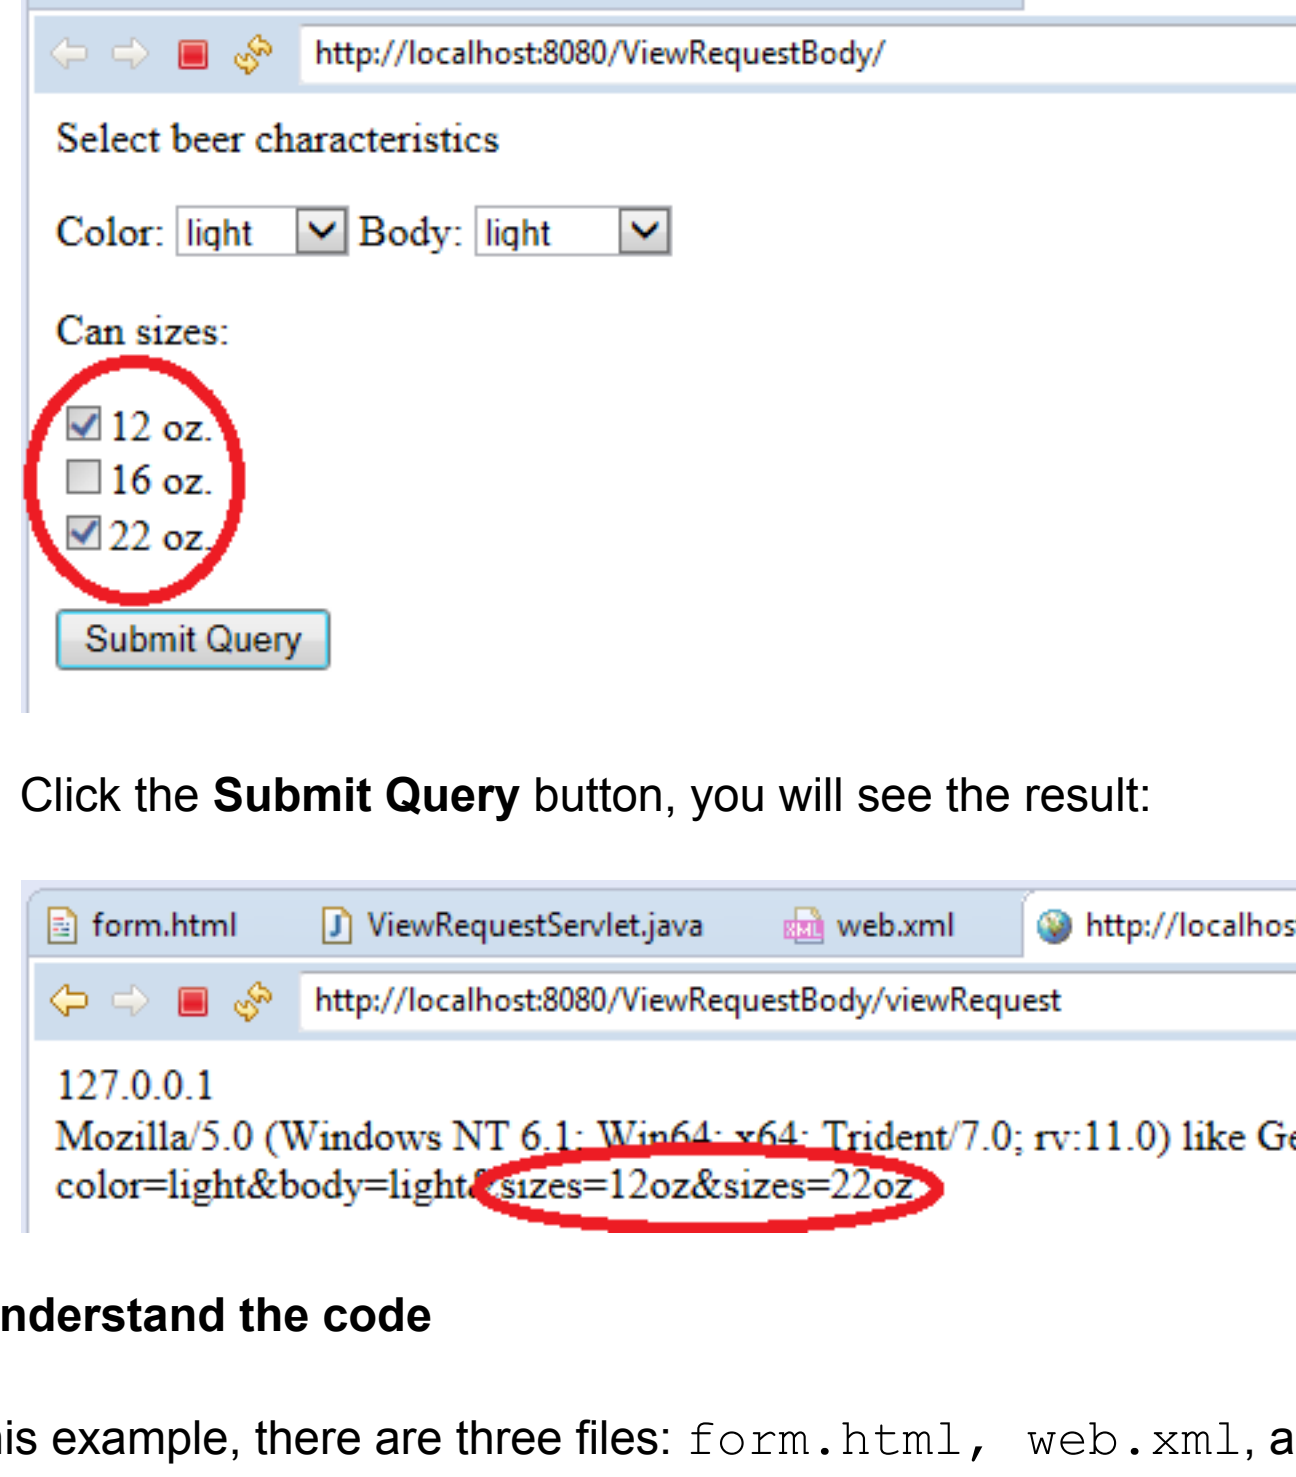 http://localhost:8080/ViewRequestBody/
Select beer characteristics
Color: light Body: light
Can sizes:
12 oz.
16 oz.
22 oz.
Submit Query
Click the Submit Query button, you will see the result:
form.html ViewRequestServlet.java web.xml http://localhos
http://localhost:8080/ViewRequestBody/viewRequest
127.0.0.1
Mozilla/5.0 (Windows NT 6.1; Win64; x64; Trident/7.0; rv:11.0) like Ge
color=light&body=light&sizes=12oz&sizes=22oz
nderstand the code
is example, there are three files: form.html, web.xml, a